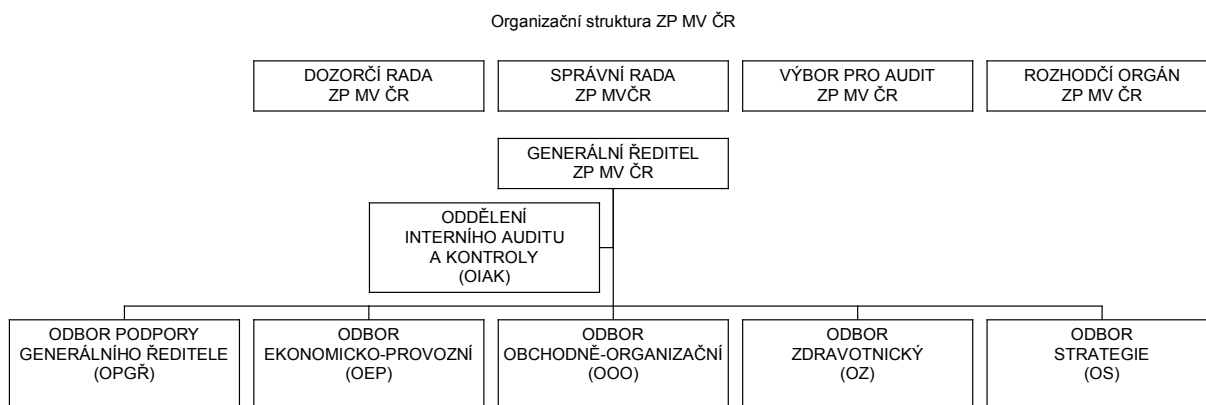 Organizační struktura ZP MV ČR
DOZORČÍ RADA
ZP MV ČR
SPRÁVNÍ RADA
ZP MVČR
VÝBOR PRO AUDIT
ZP MV ČR
ROZHODČÍ ORGÁN
ZP MV ČR
GENERÁLNÍ ŘEDITEL
ZP MV ČR
ODDĚLENÍ
INTERNÍHO AUDITU
A KONTROLY
(OIAK)
ODBOR PODPORY
GENERÁLNÍHO ŘEDITELE
(OPGŘ)
ODBOR
EKONOMICKO-PROVOZNÍ
(OEP)
ODBOR
OBCHODNĚ-ORGANIZAČNÍ
(OOO)
ODBOR
ZDRAVOTNICKÝ
(OZ)
ODBOR
STRATEGIE
(OS)